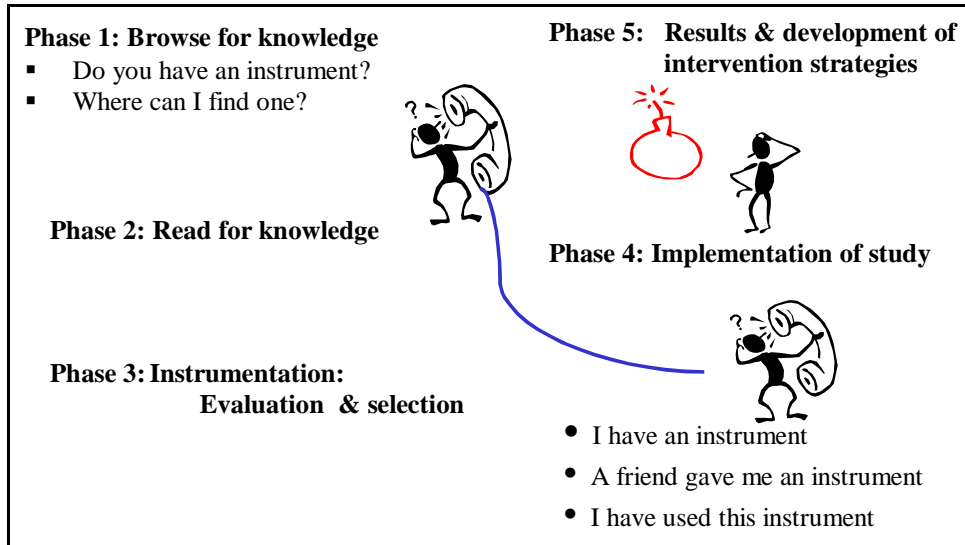 Phase 1: Browse for knowledge
▪ Do you have an instrument?
▪ Where can I find one?
?
Phase 2: Read for knowledge
Phase 3: Instrumentation:
Evaluation & selection
Phase 5: Results & development of
intervention strategies
Phase 4: Implementation of study
?
• I have an instrument
• A friend gave me an instrument
• I have used this instrument